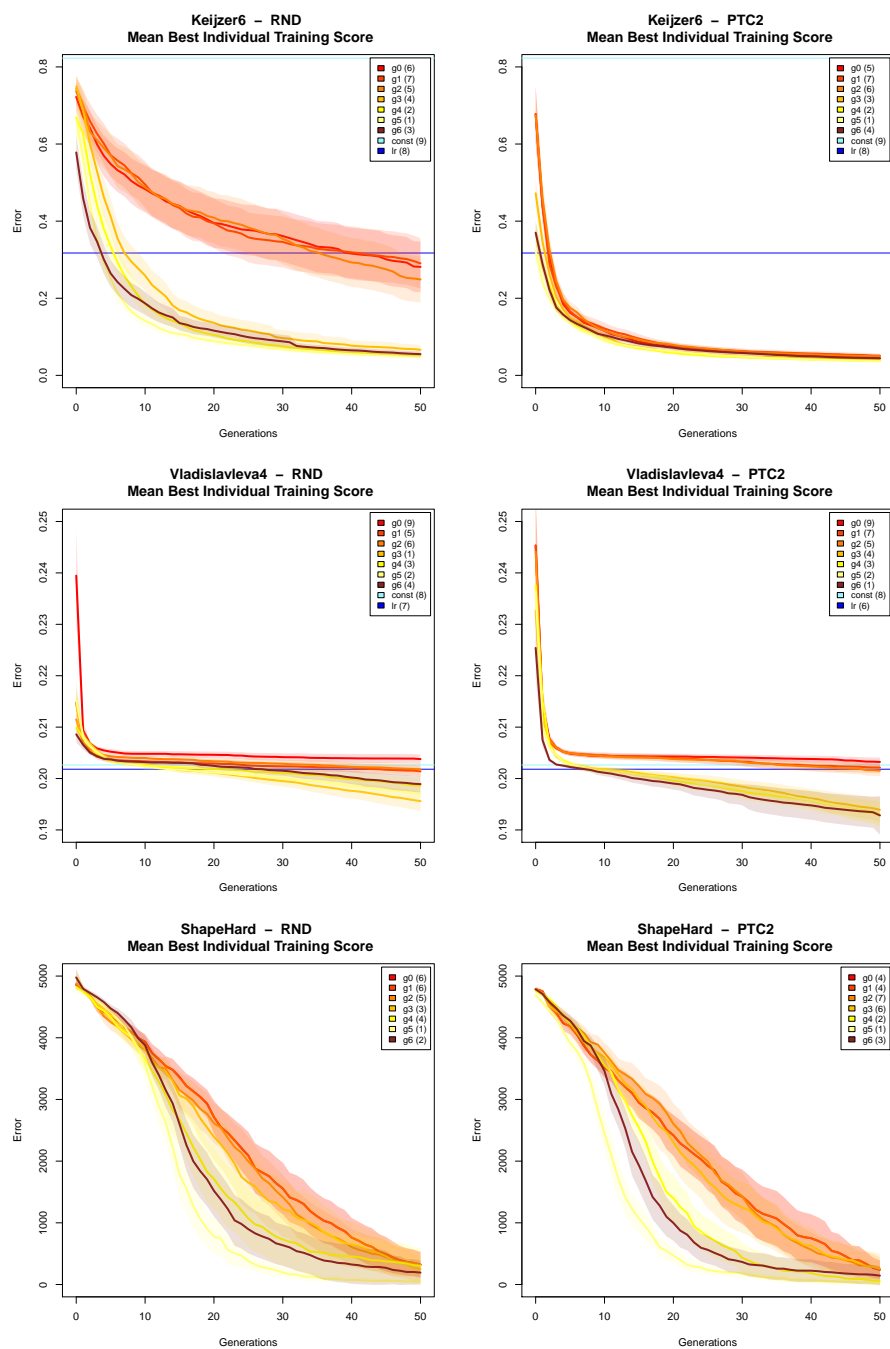 Keijzer6 − RND
Mean Best Individual Training Score
Error
0.8
0.6
0.4
0.2
0.0
0 10 20 30 40 50
Generations
g0 (6)
g1 (7)
g2 (5)
g3 (4)
g4 (2)
g5 (1)
g6 (3)
const (9)
lr (8)
Keijzer6 − PTC2
Mean Best Individual Training Score
Error
0.8
0.6
0.4
0.2
0.0
0 10 20 30 40 50
Generations
g0 (5)
g1 (7)
g2 (6)
g3 (3)
g4 (2)
g5 (1)
g6 (4)
const (9)
lr (8)
Vladislavleva4 − RND
Mean Best Individual Training Score
Error
0.25
0.24
0.23
0.22
0.21
0.20
0.19
0 10 20 30 40 50
Generations
g0 (9)
g1 (5)
g2 (6)
g3 (1)
g4 (3)
g5 (2)
g6 (4)
const (8)
lr (7)
Vladislavleva4 − PTC2
Mean Best Individual Training Score
Error
0.25
0.24
0.23
0.22
0.21
0.20
0.19
0 10 20 30 40 50
Generations
g0 (9)
g1 (7)
g2 (5)
g3 (4)
g4 (3)
g5 (2)
g6 (1)
const (8)
lr (6)
ShapeHard − RND
Mean Best Individual Training Score
Error
5000
4000
3000
2000
1000
0
0 10 20 30 40 50
Generations
g0 (6)
g1 (6)
g2 (5)
g3 (3)
g4 (4)
g5 (1)
g6 (2)
ShapeHard − PTC2
Mean Best Individual Training Score
Error
5000
4000
3000
2000
1000
0
0 10 20 30 40 50
Generations
g0 (4)
g1 (4)
g2 (7)
g3 (6)
g4 (2)
g5 (1)
g6 (3)